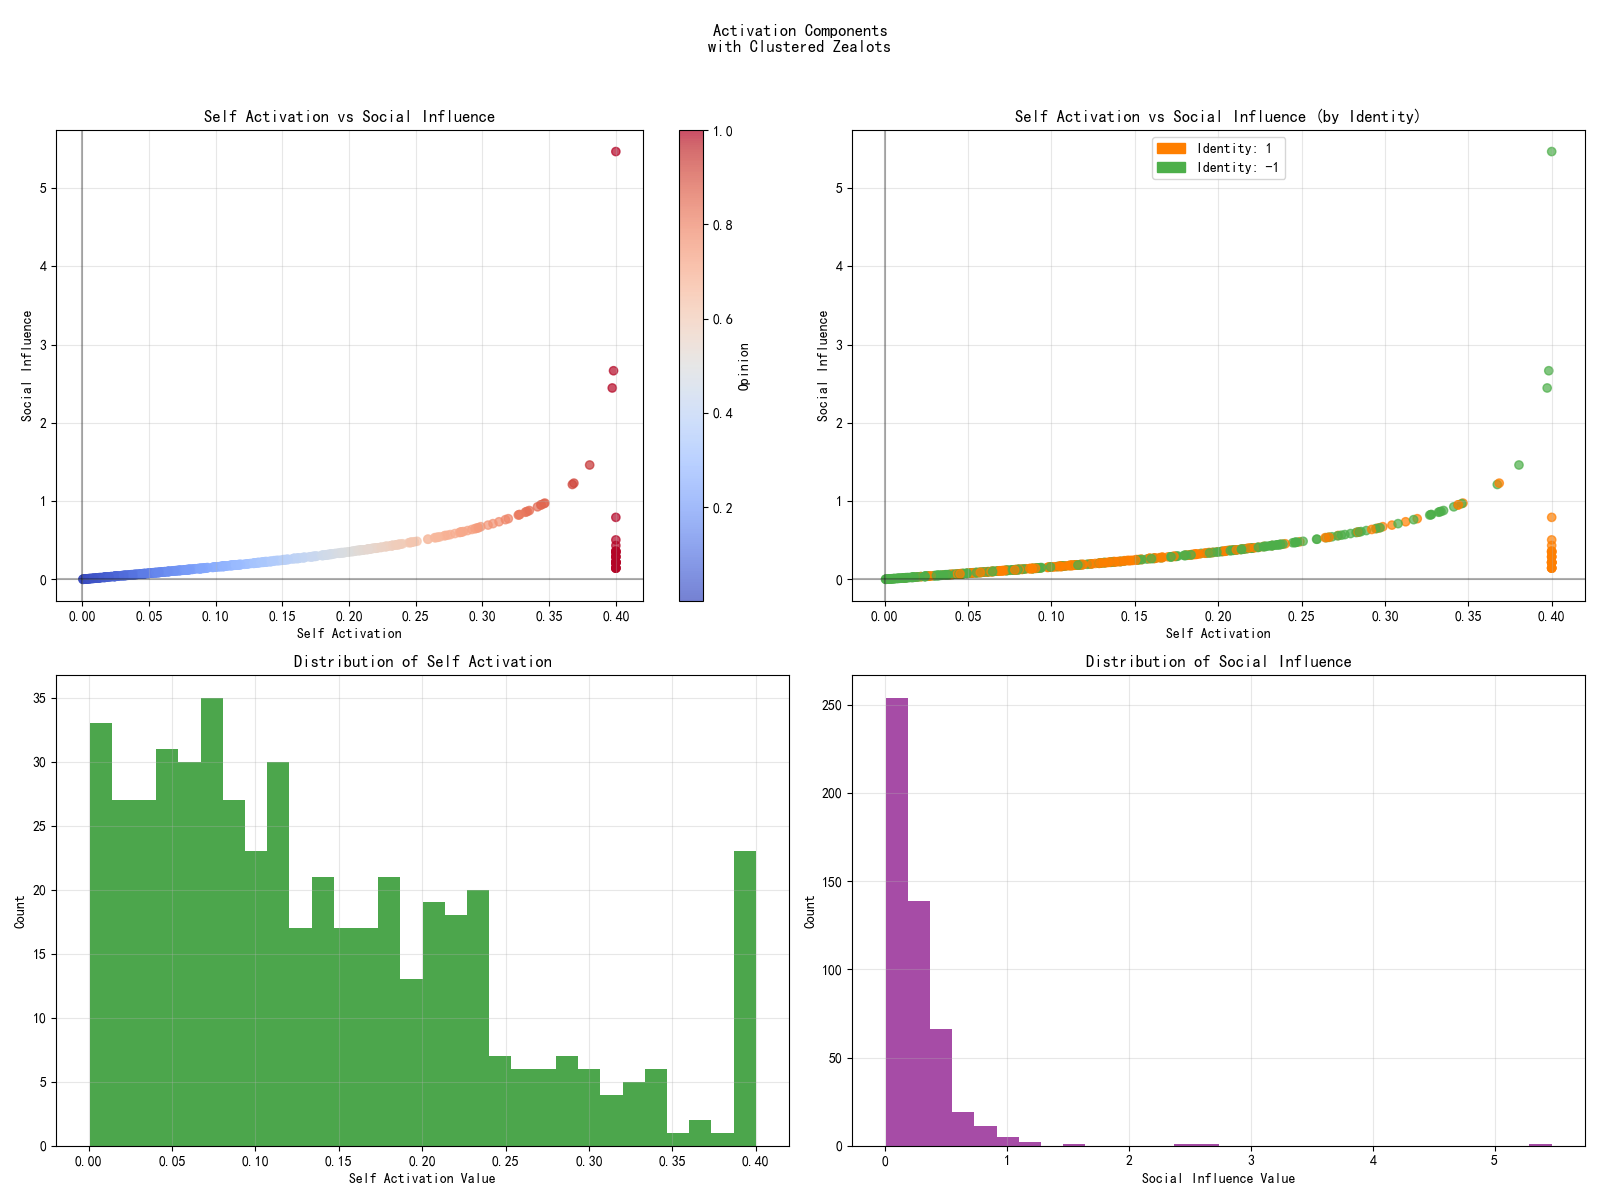 Activation Components
with Clustered Zealots
Self Activation vs Social Influence
Social Influence
5
4
3
2
1
0
0.00 0.05 0.10 0.15 0.20 0.25 0.30 0.35 0.40
Self Activation
1.0
0.8
0.6
0.4
0.2
Opinion
Self Activation vs Social Influence (by Identity)
Identity: 1
Identity: -1
Social Influence
5
4
3
2
1
0
0.00 0.05 0.10 0.15 0.20 0.25 0.30 0.35 0.40
Self Activation
Distribution of Self Activation
Count
35
30
25
20
15
10
5
0
0.00 0.05 0.10 0.15 0.20 0.25 0.30 0.35 0.40
Self Activation Value
Distribution of Social Influence
Count
250
200
150
100
50
0
0 1 2 3 4 5
Social Influence Value